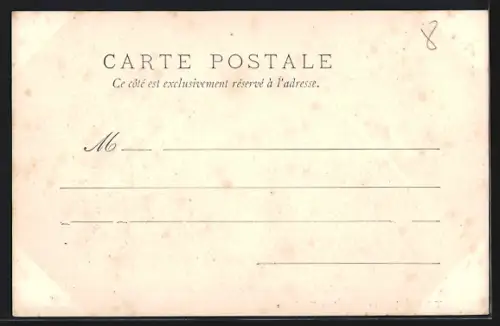 8
CARTE POSTALE
Ce côté est exclusivement réservé à l'adresse.
M